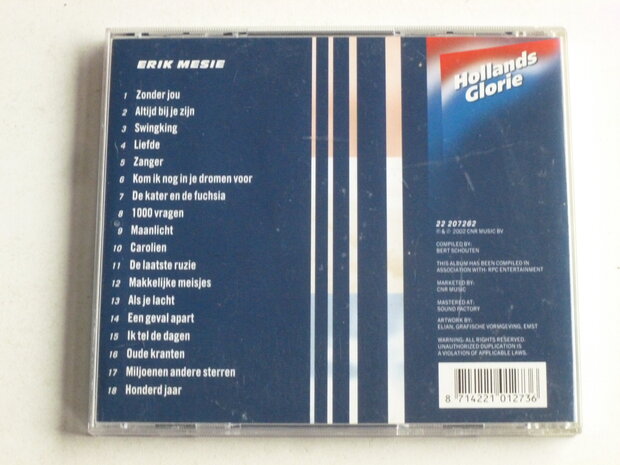 ERIK MESIE
1 Zonder jou
2 Altijd bij je zijn
3 Swingking
4 Liefde
5 Zanger
6 Kom ik nog in je dromen voor
7 De kater en de fuchsia
8 1000 vragen
9 Maanlicht
10 Carolien
11 De laatste ruzie
12 Makkelijke meisjes
13 Als je lacht
14 Een geval apart
15 Ik tel de dagen
16 Oude kranten
17 Miljoenen andere sterren
18 Honderd jaar
Hollands
Glorie
22 207262
℗ & © 2002 CNR MUSIC BV
COMPILED BY:
BERT SCHOUTEN
THIS ALBUM HAS BEEN COMPILED IN
ASSOCIATION WITH: RPC ENTERTAINMENT
MARKETED BY:
CNR MUSIC
MASTERED AT:
SOUND FACTORY
ARTWORK BY:
ELIAN, GRAFISCHE VORMGEVING, EMST
WARNING: ALL RIGHTS RESERVED.
UNAUTHORIZED DUPLICATION IS
A VIOLATION OF APPLICABLE LAWS.
8 714221 012736